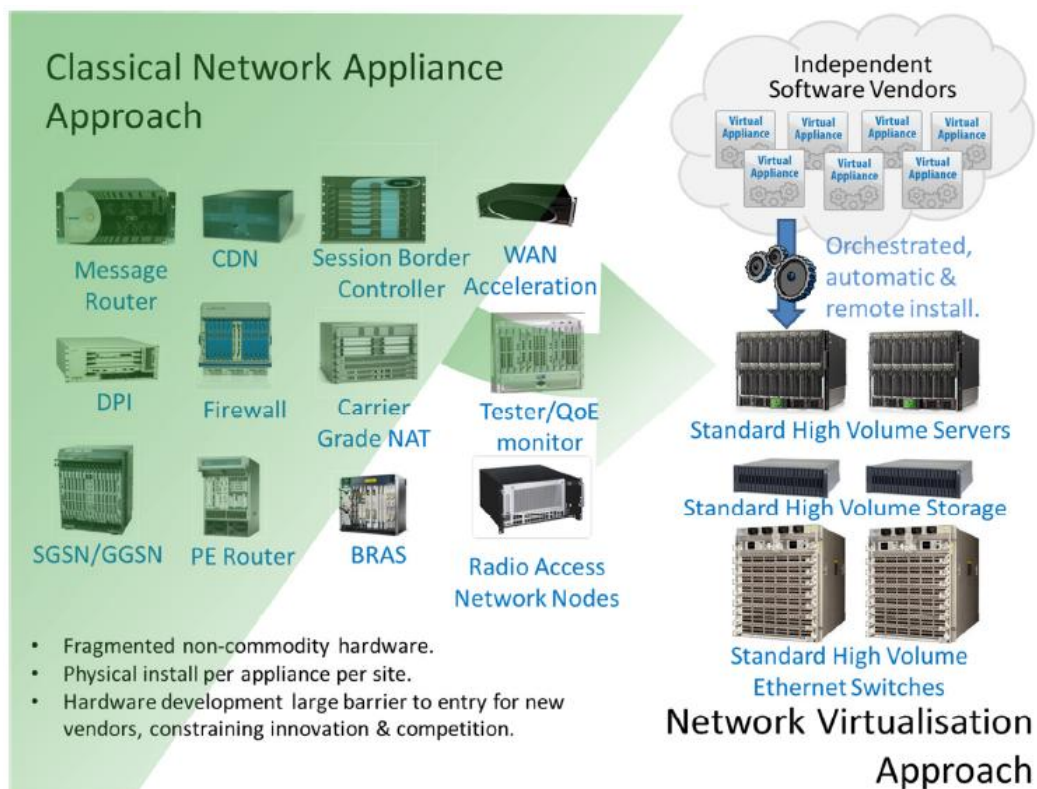 Classical Network Appliance
Approach
Message
Router
CDN
Session Border
Controller
WAN
Acceleration
DPI
Firewall
Carrier
Grade NAT
Tester/QoE
monitor
SGSN/GGSN
PE Router
BRAS
Radio Access
Network Nodes
• Fragmented non-commodity hardware.
• Physical install per appliance per site.
• Hardware development large barrier to entry for new
vendors, constraining innovation & competition.
Independent
Software Vendors
Virtual
Appliance
Virtual
Appliance
Virtual
Appliance
Virtual
Appliance
Virtual
Appliance
Virtual
Appliance
Virtual
Appliance
Orchestrated,
automatic &
remote install.
Standard High Volume Servers
Standard High Volume Storage
Standard High Volume
Ethernet Switches
Network Virtualisation
Approach